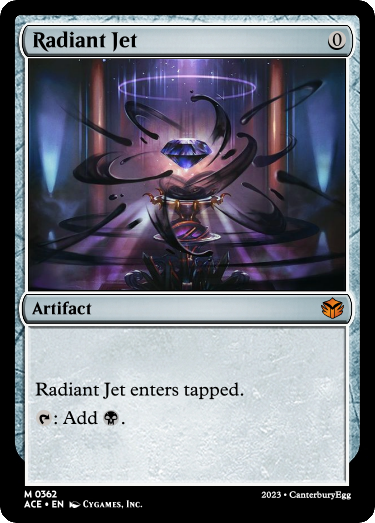 Radiant Jet 0
Artifact
Radiant Jet enters tapped.
: Add .
M 0362
ACE • EN Cygames, Inc. 2023 • CanterburyEgg